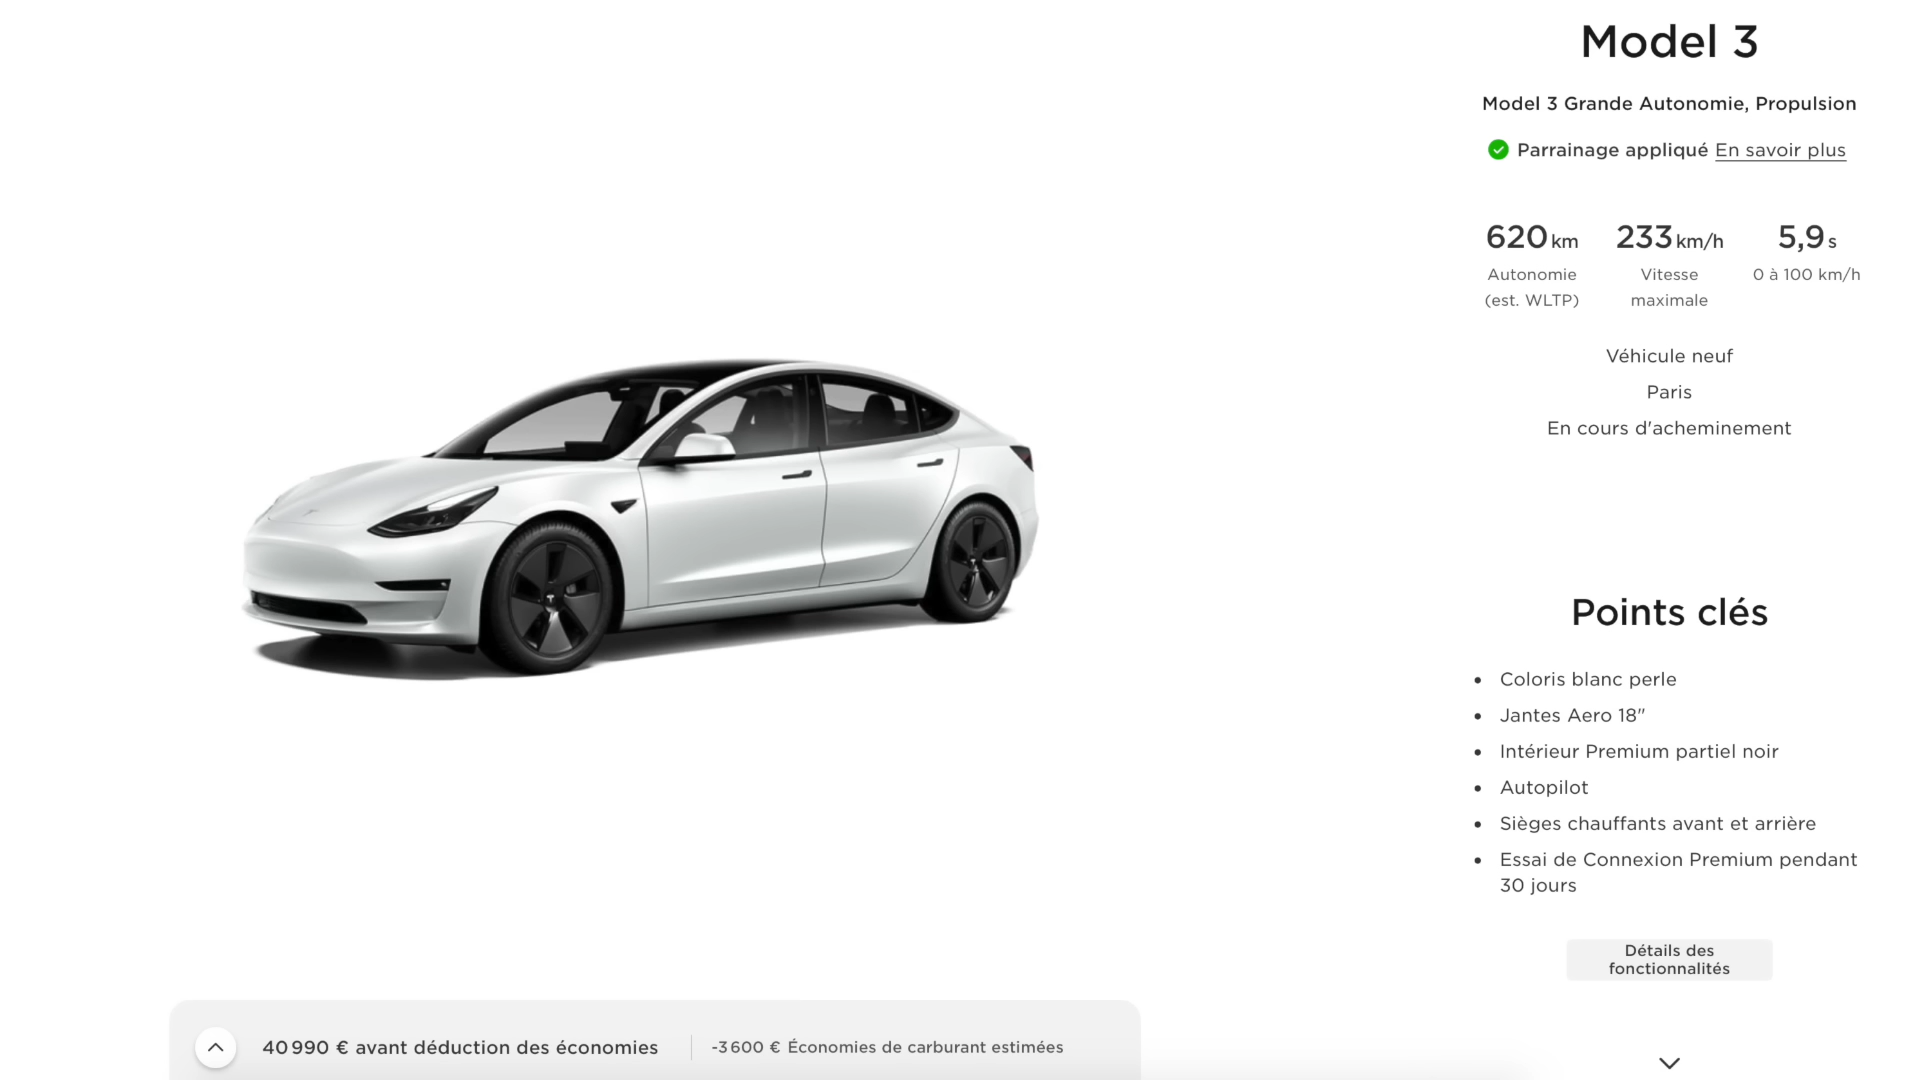 Model 3
Model 3 Grande Autonomie, Propulsion
Parrainage appliqué En savoir plus
620 km 233 km/h 5,9 s
Autonomie (est. WLTP) Vitesse maximale 0 à 100 km/h
Véhicule neuf
Paris
En cours d'acheminement
Points clés
Coloris blanc perle
Jantes Aero 18"
Intérieur Premium partiel noir
Autopilot
Sièges chauffants avant et arrière
Essai de Connexion Premium pendant
30 jours
Détails des
fonctionnalités
40 990 € avant déduction des économies
-3 600 € Économies de carburant estimées